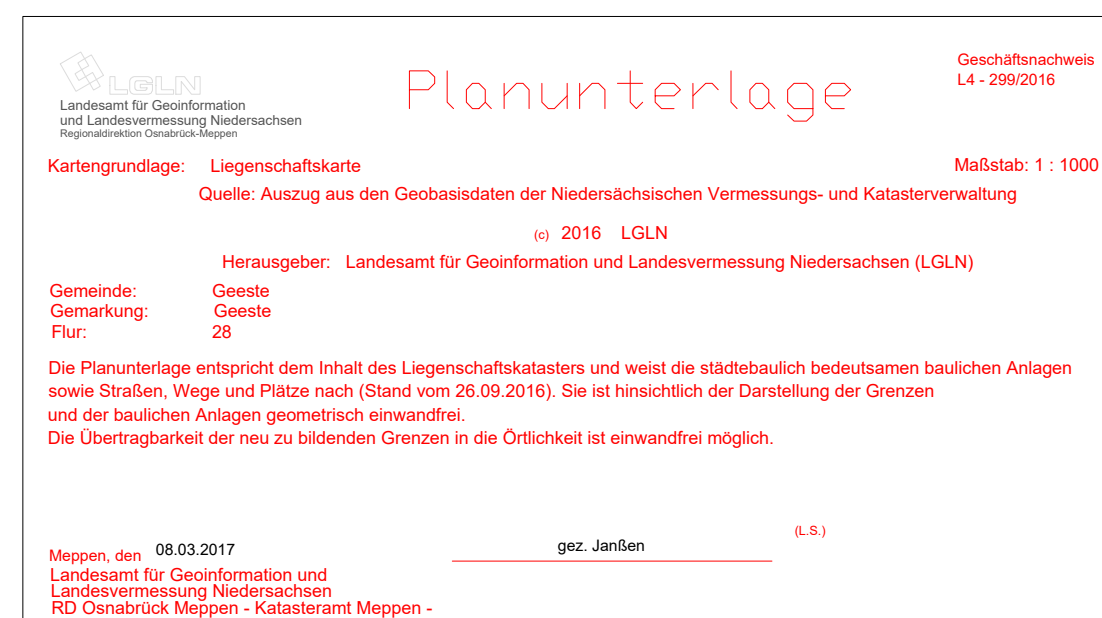 LGLN
Landesamt für Geoinformation
und Landesvermessung Niedersachsen
Regionaldirektion Osnabrück-Meppen
Planunterlage
Geschäftsnachweis
L4 - 299/2016
Kartengrundlage: Liegenschaftskarte
Maßstab: 1 : 1000
Quelle: Auszug aus den Geobasisdaten der Niedersächsischen Vermessungs- und Katasterverwaltung
(c) 2016 LGLN
Herausgeber: Landesamt für Geoinformation und Landesvermessung Niedersachsen (LGLN)
Gemeinde: Geeste
Gemarkung: Geeste
Flur: 28
Die Planunterlage entspricht dem Inhalt des Liegenschaftskatasters und weist die städtebaulich bedeutsamen baulichen Anlagen
sowie Straßen, Wege und Plätze nach (Stand vom 26.09.2016). Sie ist hinsichtlich der Darstellung der Grenzen
und der baulichen Anlagen geometrisch einwandfrei.
Die Übertragbarkeit der neu zu bildenden Grenzen in die Örtlichkeit ist einwandfrei möglich.
(L.S.)
Meppen, den 08.03.2017 gez. Janßen
Landesamt für Geoinformation und
Landesvermessung Niedersachsen
RD Osnabrück Meppen - Katasteramt Meppen -